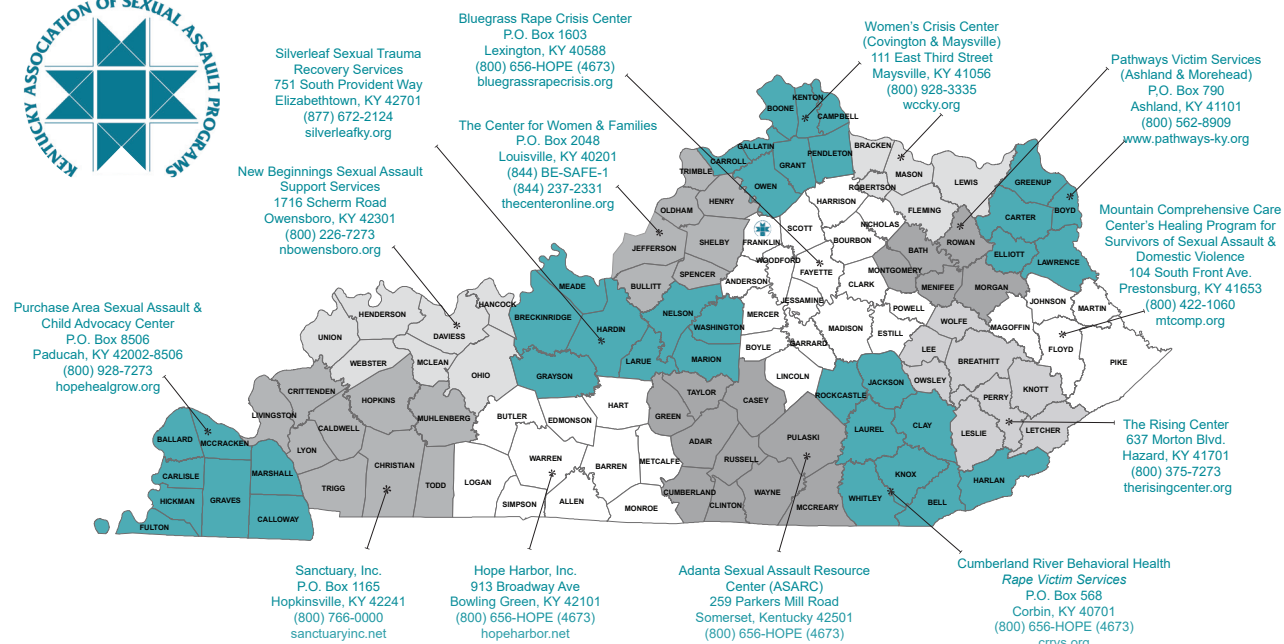 KENTUCKY ASSOCIATION OF SEXUAL ASSAULT PROGRAMS
Silverleaf Sexual Trauma
Recovery Services
751 South Provident Way
Elizabethtown, KY 42701
(877) 672-2124
silverleafky.org
Bluegrass Rape Crisis Center
P.O. Box 1603
Lexington, KY 40588
(800) 656-HOPE (4673)
bluegrassrapecrisis.org
Women's Crisis Center
(Covington & Maysville)
111 East Third Street
Maysville, KY 41056
(800) 928-3335
wccky.org
Pathways Victim Services
(Ashland & Morehead)
P,O. Box 790
Ashland, KY 41101
(800) 562-8909
www.pathways-ky.org
The Center for Women & Families
P.O. Box 2048
Louisville, KY 40201
(844) BE-SAFE-1
(844) 237-2331
thecenteronline.org
New Beginnings Sexual Assault
Support Services
1716 Scherm Road
Owensboro, KY 42301
(800) 226-7273
nbowensboro.org
Mountain Comprehensive Care
Center's Healing Program for
Survivors of Sexual Assault &
Domestic Violence
104 South Front Ave.
Prestonsburg, KY 41653
(800) 422-1060
mtcomp.org
Purchase Area Sexual Assault &
Child Advocacy Center
P.O. Box 8506
Paducah, KY 42002-8506
(800) 928-7273
hopehealgrow.org
The Rising Center
637 Morton Blvd.
Hazard, KY 41701
(800) 375-7273
therisingcenter.org
Sanctuary, Inc.
P.O. Box 1165
Hopkinsville, KY 42241
(800) 766-0000
sanctuaryinc.net
Hope Harbor, Inc.
913 Broadway Ave
Bowling Green, KY 42101
(800) 656-HOPE (4673)
hopeharbor.net
Adanta Sexual Assault Resource
Center (ASARC)
259 Parkers Mill Road
Somerset, Kentucky 42501
(800) 656-HOPE (4673)
Cumberland River Behavioral Health
Rape Victim Services
P.O. Box 568
Corbin, KY 40701
(800) 656-HOPE (4673)
crrvs.org
BOONE
KENTON
CAMPBELL
GALLATIN
CARROLL
GRANT
PENDLETON
OWEN
BRACKEN
MASON
LEWIS
ROBERTSON
FLEMING
GREENUP
BOYD
CARTER
ELLIOTT
LAWRENCE
TRIMBLE
HENRY
OLDHAM
JEFFERSON
SHELBY
SPENCER
BULLITT
HARRISON
NICHOLAS
SCOTT
FRANKLIN
BOURBON
WOODFORD
FAYETTE
ANDERSON
CLARK
JESSAMINE
MERCER
MADISON
POWELL
ESTILL
BOYLE
GARRARD
LINCOLN
BATH
ROWAN
MONTGOMERY
MENIFEE
MORGAN
JOHNSON
MARTIN
MAGOFFIN
FLOYD
PIKE
WOLFE
LEE
BREATHITT
OWSLEY
KNOTT
PERRY
LESLIE
LETCHER
MEADE
BRECKINRIDGE
HARDIN
NELSON
WASHINGTON
LARUE
MARION
GRAYSON
HANCOCK
HENDERSON
UNION
DAVIESS
WEBSTER
MCLEAN
OHIO
CRITTENDEN
HOPKINS
LIVINGSTON
CALDWELL
MUHLENBERG
LYON
CHRISTIAN
TRIGG
TODD
BALLARD
MCCRACKEN
CARLISLE
MARSHALL
HICKMAN
GRAVES
FULTON
CALLOWAY
BUTLER
EDMONSON
HART
WARREN
BARREN
METCALFE
LOGAN
SIMPSON
ALLEN
MONROE
TAYLOR
CASEY
GREEN
ADAIR
PULASKI
RUSSELL
CUMBERLAND
WAYNE
CLINTON
MCCREARY
ROCKCASTLE
JACKSON
LAUREL
CLAY
KNOX
WHITLEY
BELL
HARLAN